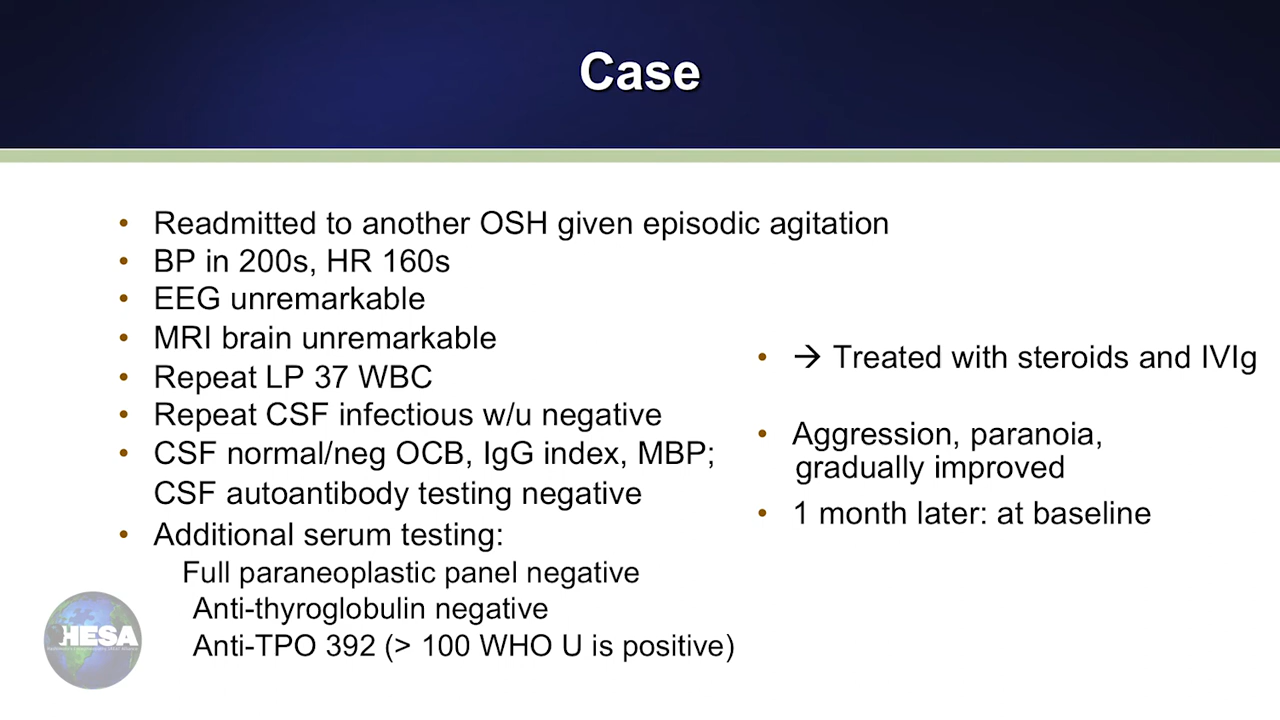 Case
• Readmitted to another OSH given episodic agitation
• BP in 200s, HR 160s
• EEG unremarkable
• MRI brain unremarkable
• Repeat LP 37 WBC
• Repeat CSF infectious w/u negative
• CSF normal/neg OCB, IgG index, MBP;
CSF autoantibody testing negative
• Additional serum testing:
Full paraneoplastic panel negative
Anti-thyroglobulin negative
Anti-TPO 392 (> 100 WHO U is positive)
• → Treated with steroids and IVIg
• Aggression, paranoia,
gradually improved
• 1 month later: at baseline
HESA